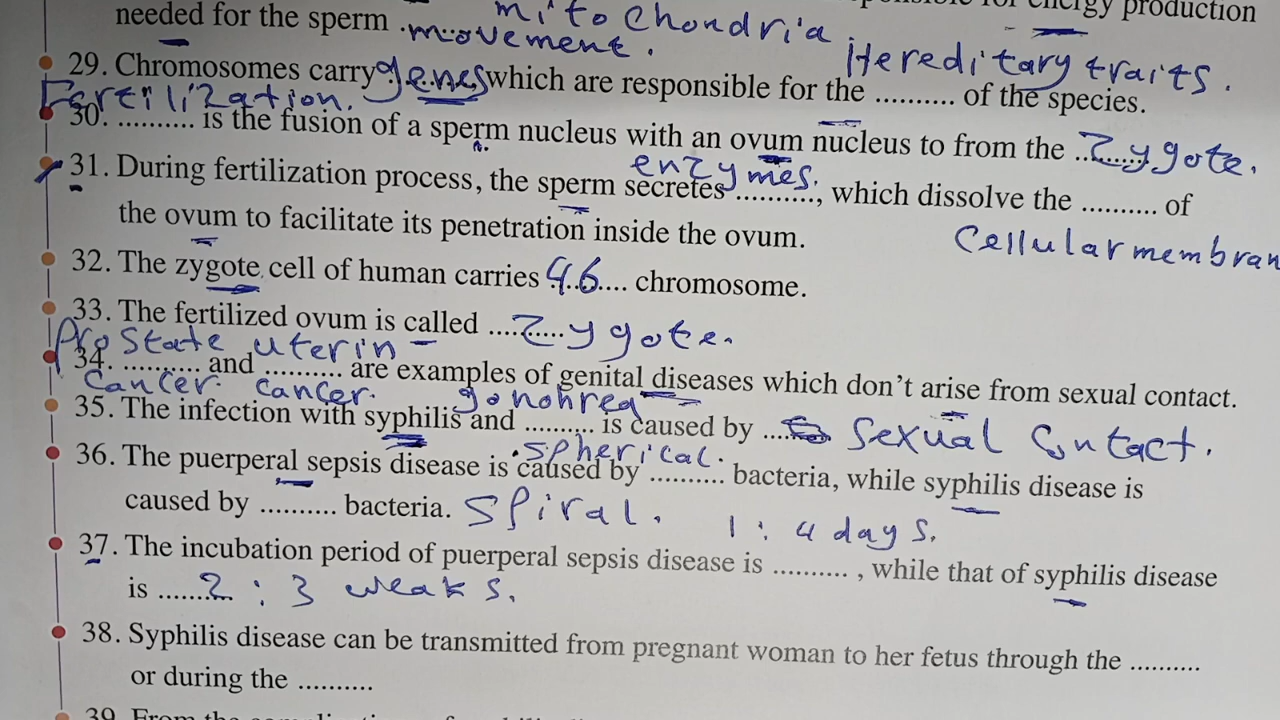 needed for the sperm .movement. mitochondria
energy production
Hereditary traits.
29. Chromosomes carry genes which are responsible for the .......... of the species.
Fertilization.
30. .......... is the fusion of a sperm nucleus with an ovum nucleus to from the .......... Zygote.
enzymes.
31. During fertilization process, the sperm secretes .........., which dissolve the .......... of
the ovum to facilitate its penetration inside the ovum.
Cellular membran
32. The zygote cell of human carries 46 .... chromosome.
33. The fertilized ovum is called .......... Zygote.
Prostate uterin
34. .......... and .......... are examples of genital diseases which don't arise from sexual contact.
Cancer. cancer. gonohrea
35. The infection with syphilis and .......... is caused by .... Sexual Contact.
spherical.
36. The puerperal sepsis disease is caused by .......... bacteria, while syphilis disease is
caused by .......... bacteria. Spiral.
1 : 4 days.
37. The incubation period of puerperal sepsis disease is .......... , while that of syphilis disease
is .......... 2 : 3 weaks.
38. Syphilis disease can be transmitted from pregnant woman to her fetus through the ..........
or during the ..........
39. From the